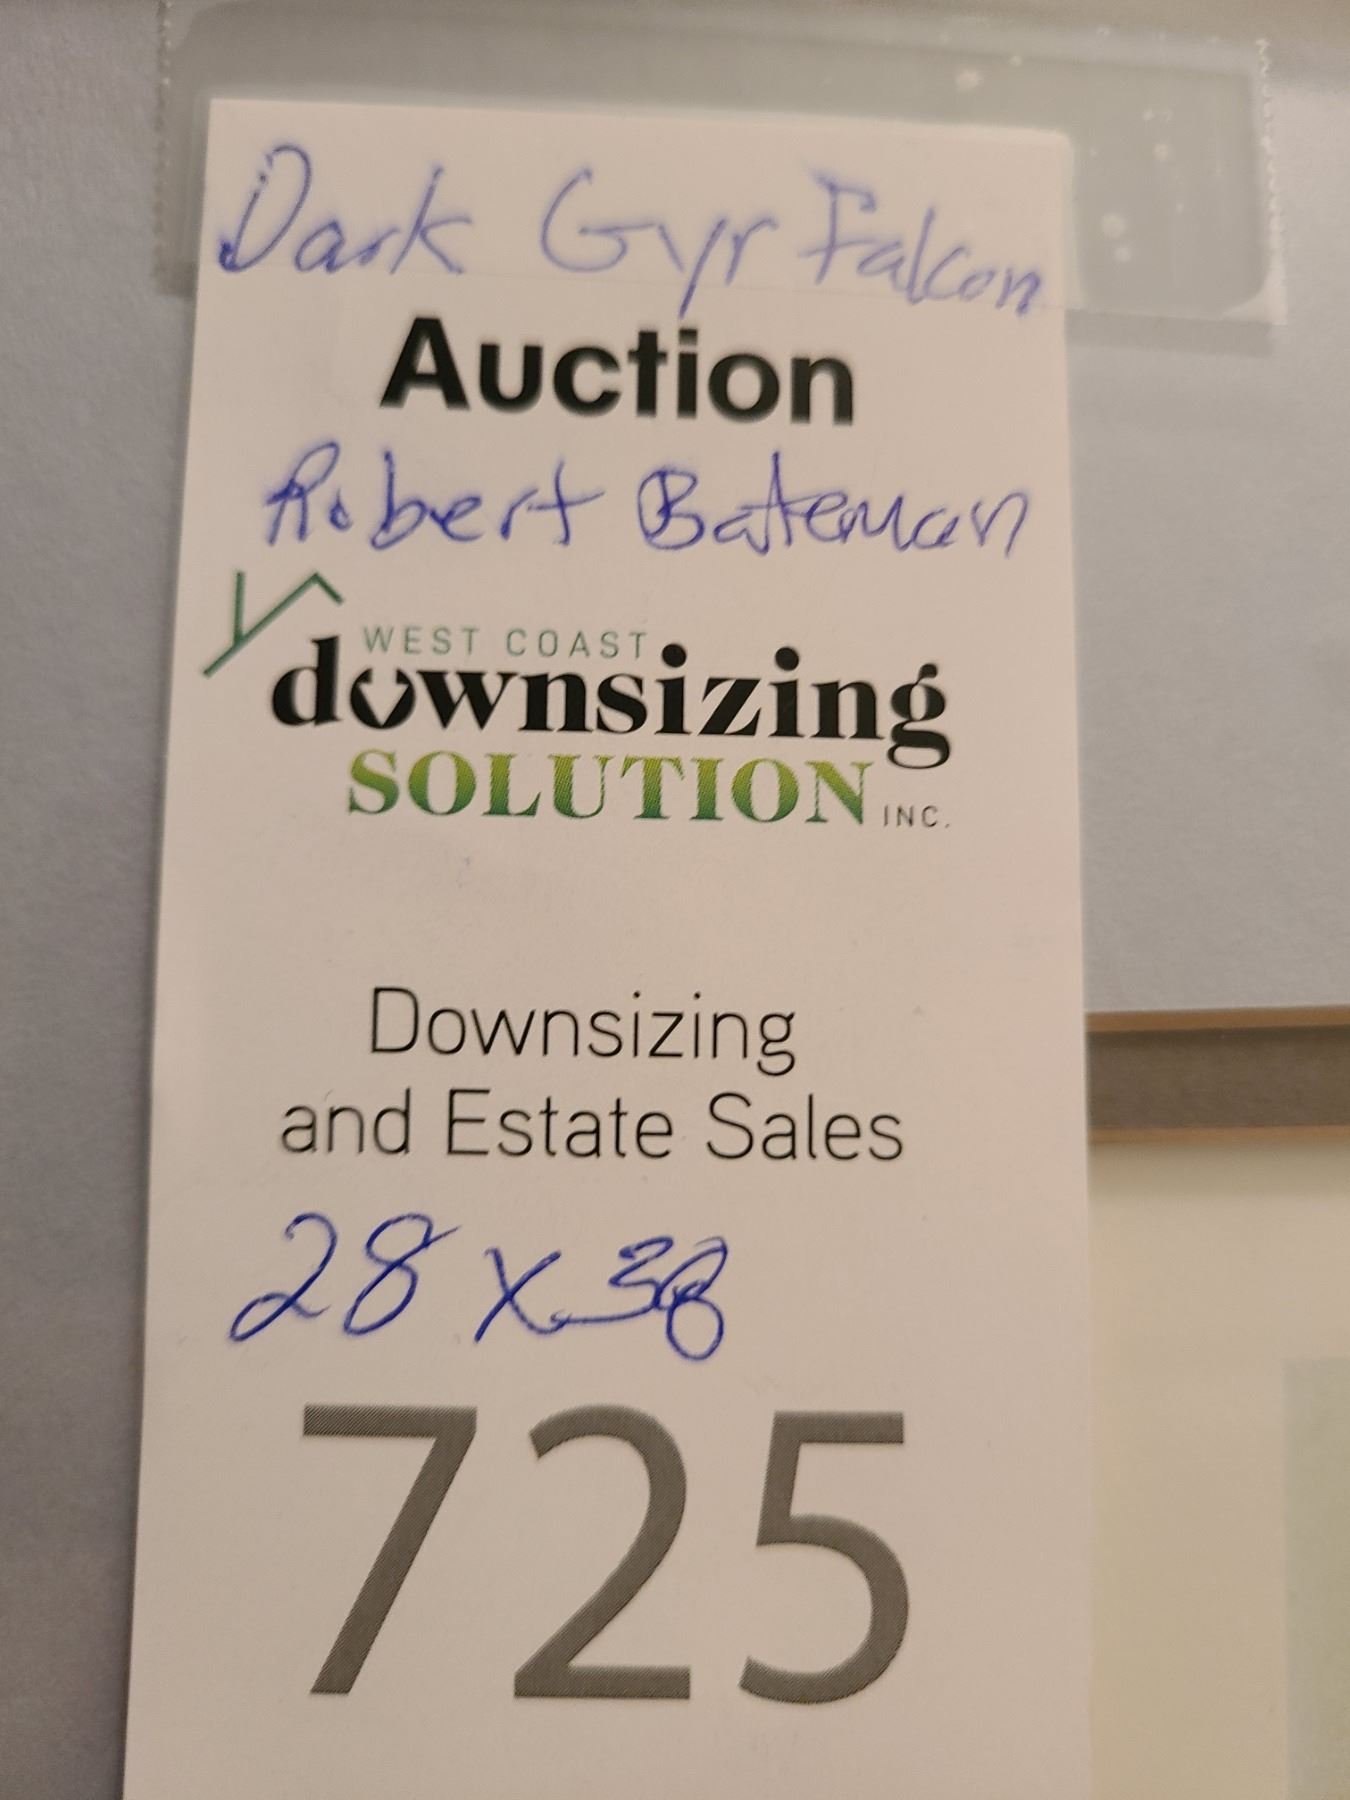 Dark Gyr Falcon
Auction
Robert Bateman
WEST COAST
downsizing
SOLUTION INC.
Downsizing
and Estate Sales
28 x 38
725